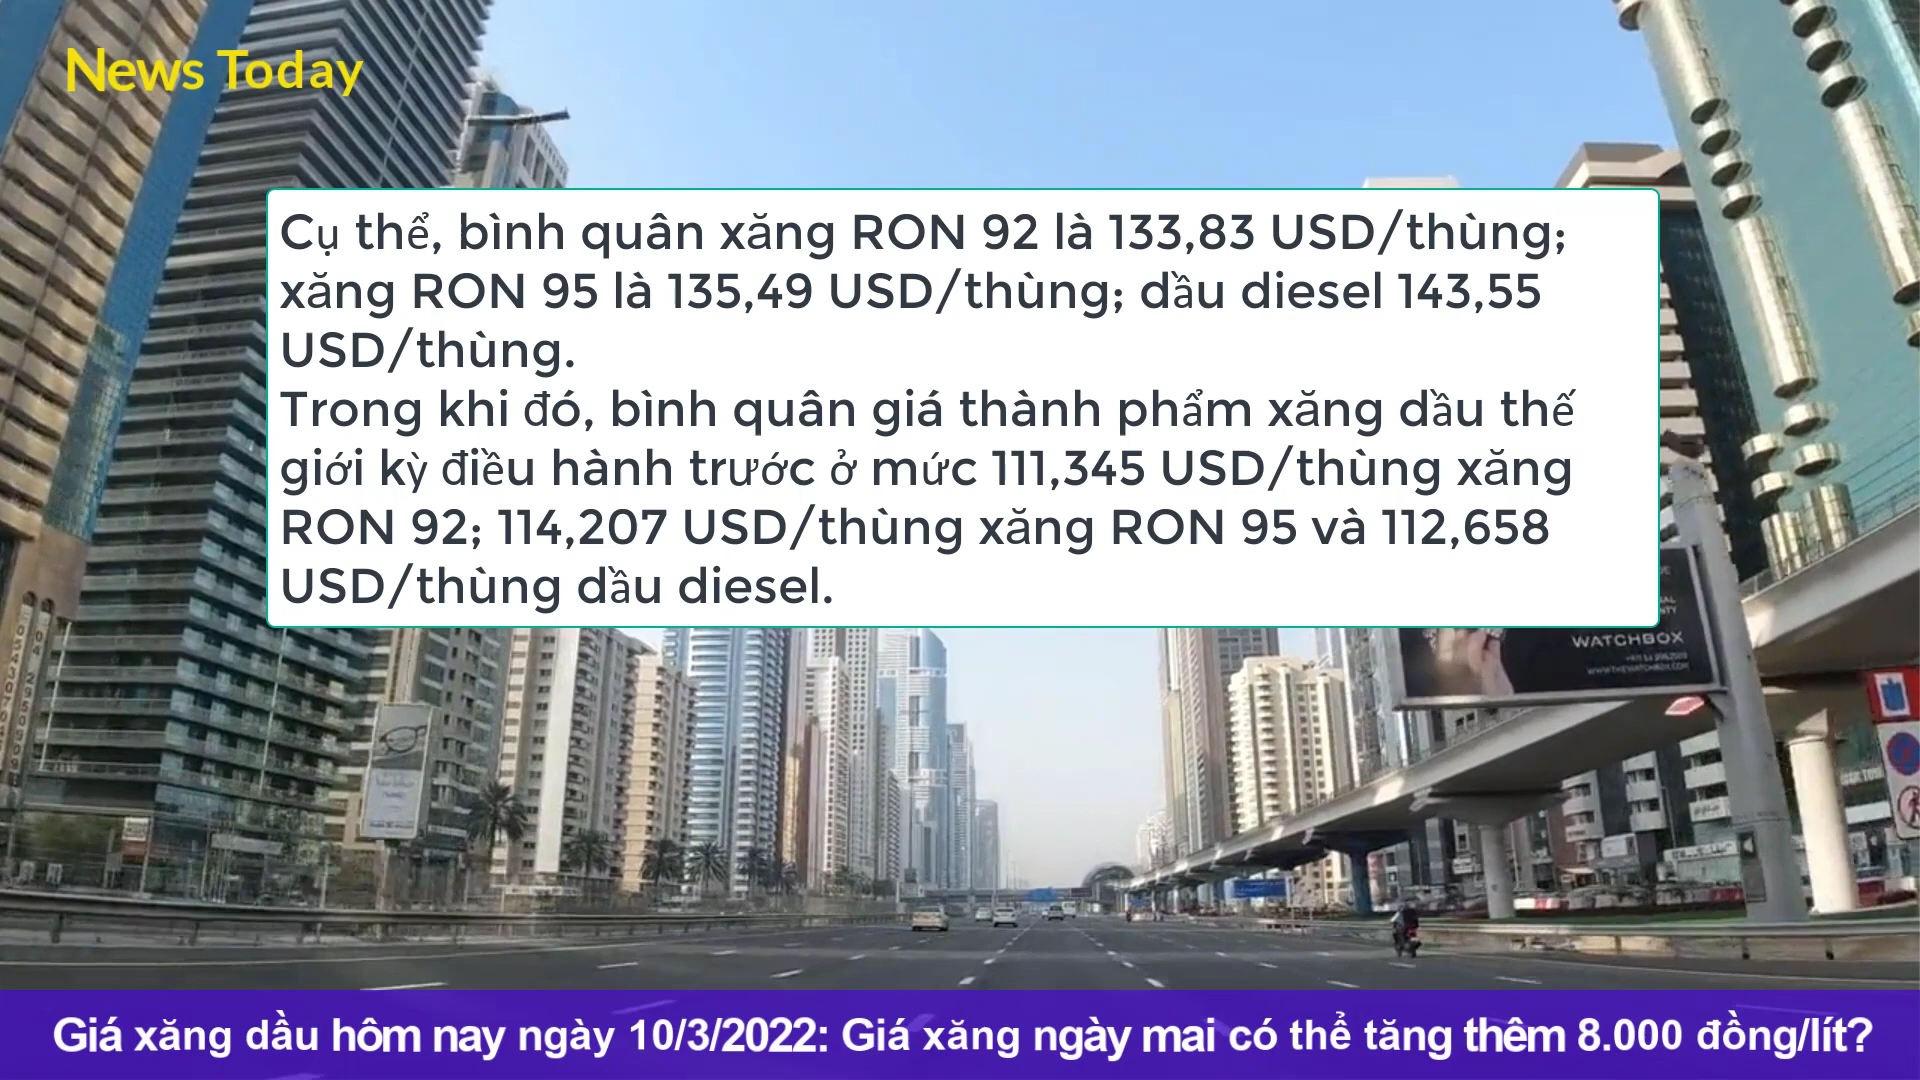 News Today
Cụ thể, bình quân xăng RON 92 là 133,83 USD/thùng;
xăng RON 95 là 135,49 USD/thùng; dầu diesel 143,55
USD/thùng.
Trong khi đó, bình quân giá thành phẩm xăng dầu thế
giới kỳ điều hành trước ở mức 111,345 USD/thùng xăng
RON 92; 114,207 USD/thùng xăng RON 95 và 112,658
USD/thùng dầu diesel.
WATCHBOX
Giá xăng dầu hôm nay ngày 10/3/2022: Giá xăng ngày mai có thể tăng thêm 8.000 đồng/lít?